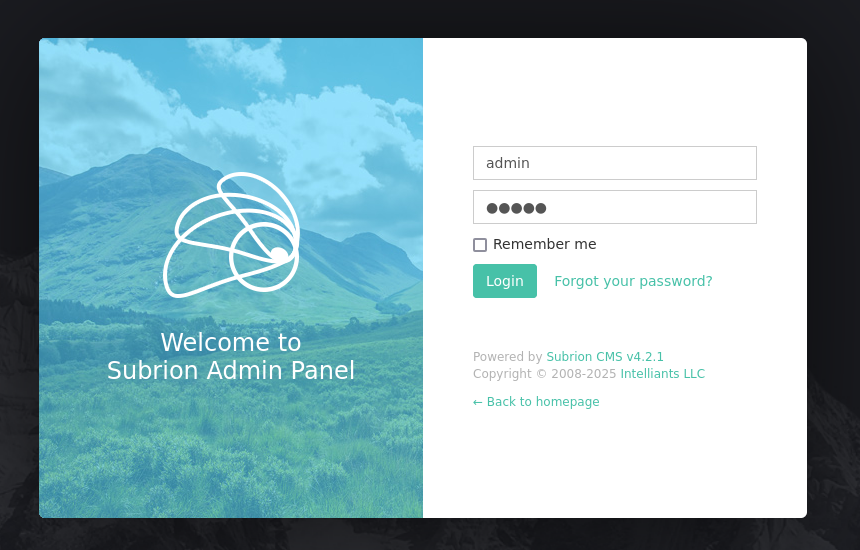 Welcome to
Subrion Admin Panel
admin
●●●●●
Remember me
Login
Forgot your password?
Powered by Subrion CMS v4.2.1
Copyright © 2008-2025 Intelliants LLC
← Back to homepage